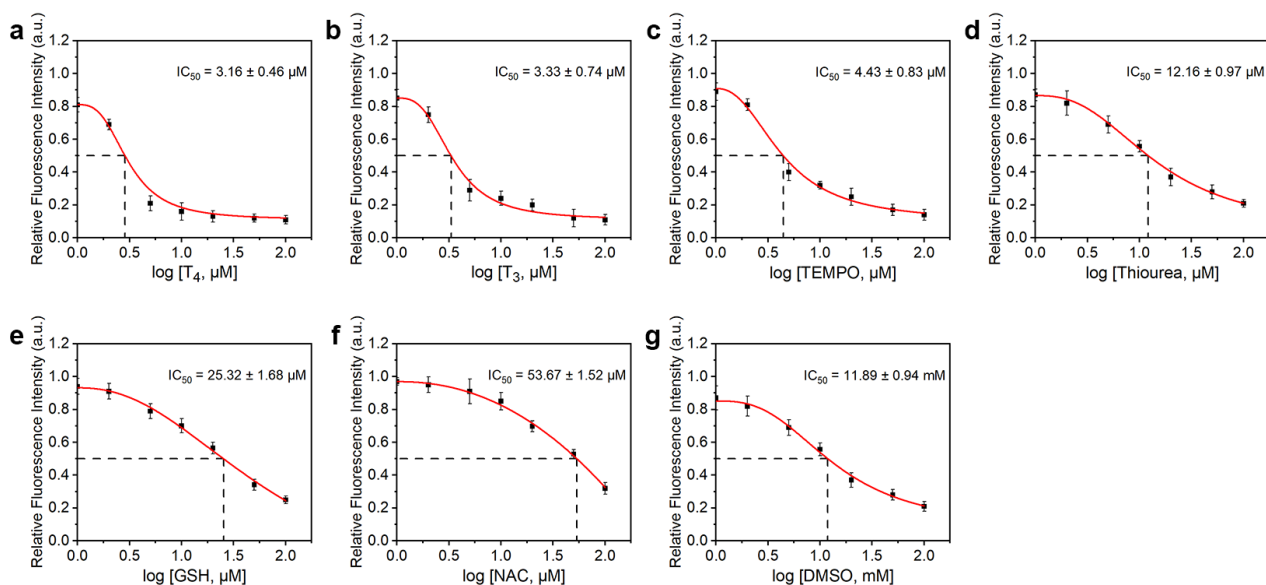 a
Relative Fluorescence Intensity (a.u.)
1.2
1.0
0.8
0.6
0.4
0.2
0.0
IC50 = 3.16 ± 0.46 µM
0.0 0.5 1.0 1.5 2.0
log [T4, µM]
b
Relative Fluorescence Intensity (a.u.)
1.2
1.0
0.8
0.6
0.4
0.2
0.0
IC50 = 3.33 ± 0.74 µM
0.0 0.5 1.0 1.5 2.0
log [T3, µM]
c
Relative Fluorescence Intensity (a.u.)
1.2
1.0
0.8
0.6
0.4
0.2
0.0
IC50 = 4.43 ± 0.83 µM
0.0 0.5 1.0 1.5 2.0
log [TEMPO, µM]
d
Relative Fluorescence Intensity (a.u.)
1.2
1.0
0.8
0.6
0.4
0.2
0.0
IC50 = 12.16 ± 0.97 µM
0.0 0.5 1.0 1.5 2.0
log [Thiourea, µM]
e
Relative Fluorescence Intensity (a.u.)
1.2
1.0
0.8
0.6
0.4
0.2
0.0
IC50 = 25.32 ± 1.68 µM
0.0 0.5 1.0 1.5 2.0
log [GSH, µM]
f
Relative Fluorescence Intensity (a.u.)
1.2
1.0
0.8
0.6
0.4
0.2
0.0
IC50 = 53.67 ± 1.52 µM
0.0 0.5 1.0 1.5 2.0
log [NAC, µM]
g
Relative Fluorescence Intensity (a.u.)
1.2
1.0
0.8
0.6
0.4
0.2
0.0
IC50 = 11.89 ± 0.94 mM
0.0 0.5 1.0 1.5 2.0
log [DMSO, mM]